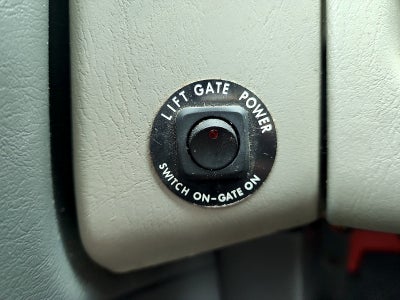 LIFT GATE POWER
SWITCH ON-GATE ON